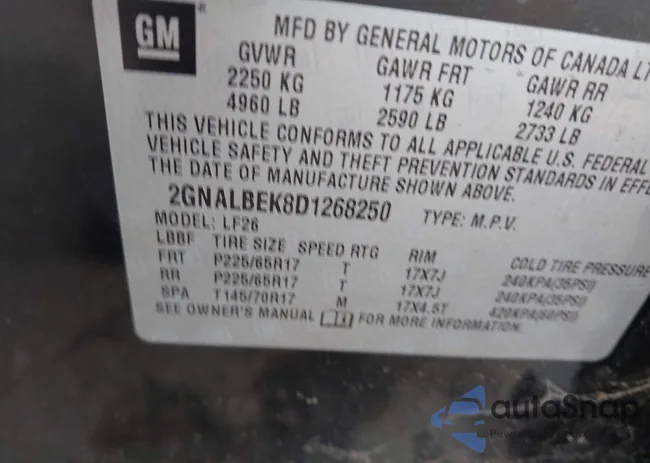 GM ®
MFD BY GENERAL MOTORS OF CANADA LT
GVWR GAWR FRT GAWR RR
2250 KG 1175 KG 1240 KG
4960 LB 2590 LB 2733 LB
THIS VEHICLE CONFORMS TO ALL APPLICABLE U.S. FEDERAL
VEHICLE SAFETY AND THEFT PREVENTION STANDARDS IN EFFE
THE DATE OF MANUFACTURE SHOWN ABOVE.
2GNALBEK8D1268250 TYPE: M.P.V.
MODEL: LF26
LBBF TIRE SIZE SPEED RTG RIM COLD TIRE PRESSURE
FRT P225/65R17 T 17X7J 240KPA(35PSI)
RR P225/65R17 T 17X7J 240KPA(35PSI)
SPA T145/70R17 M 17X4.5T 420KPA(60PSI)
SEE OWNER'S MANUAL FOR MORE INFORMATION.
autoSnap